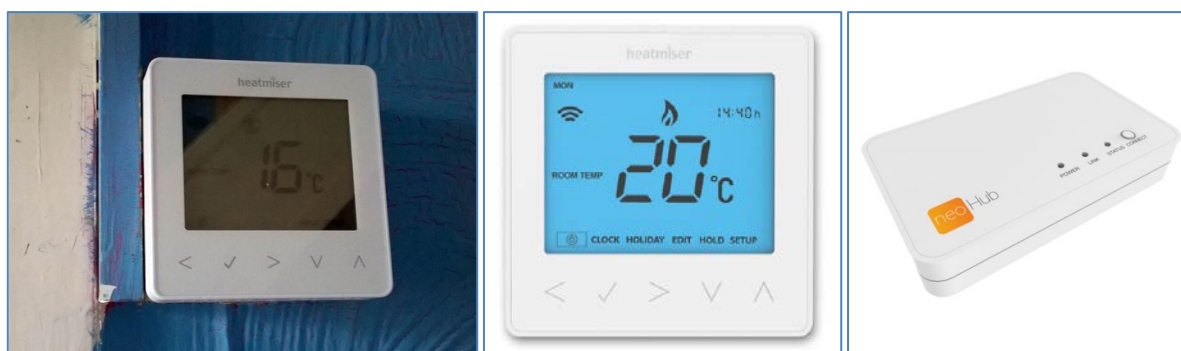 heatmiser
16 °C
heatmiser
MON
14:40h
ROOM TEMP
20 °C
CLOCK HOLIDAY EDIT HOLD SETUP
POWER
LINK
STATUS
CONNECT
neoHub